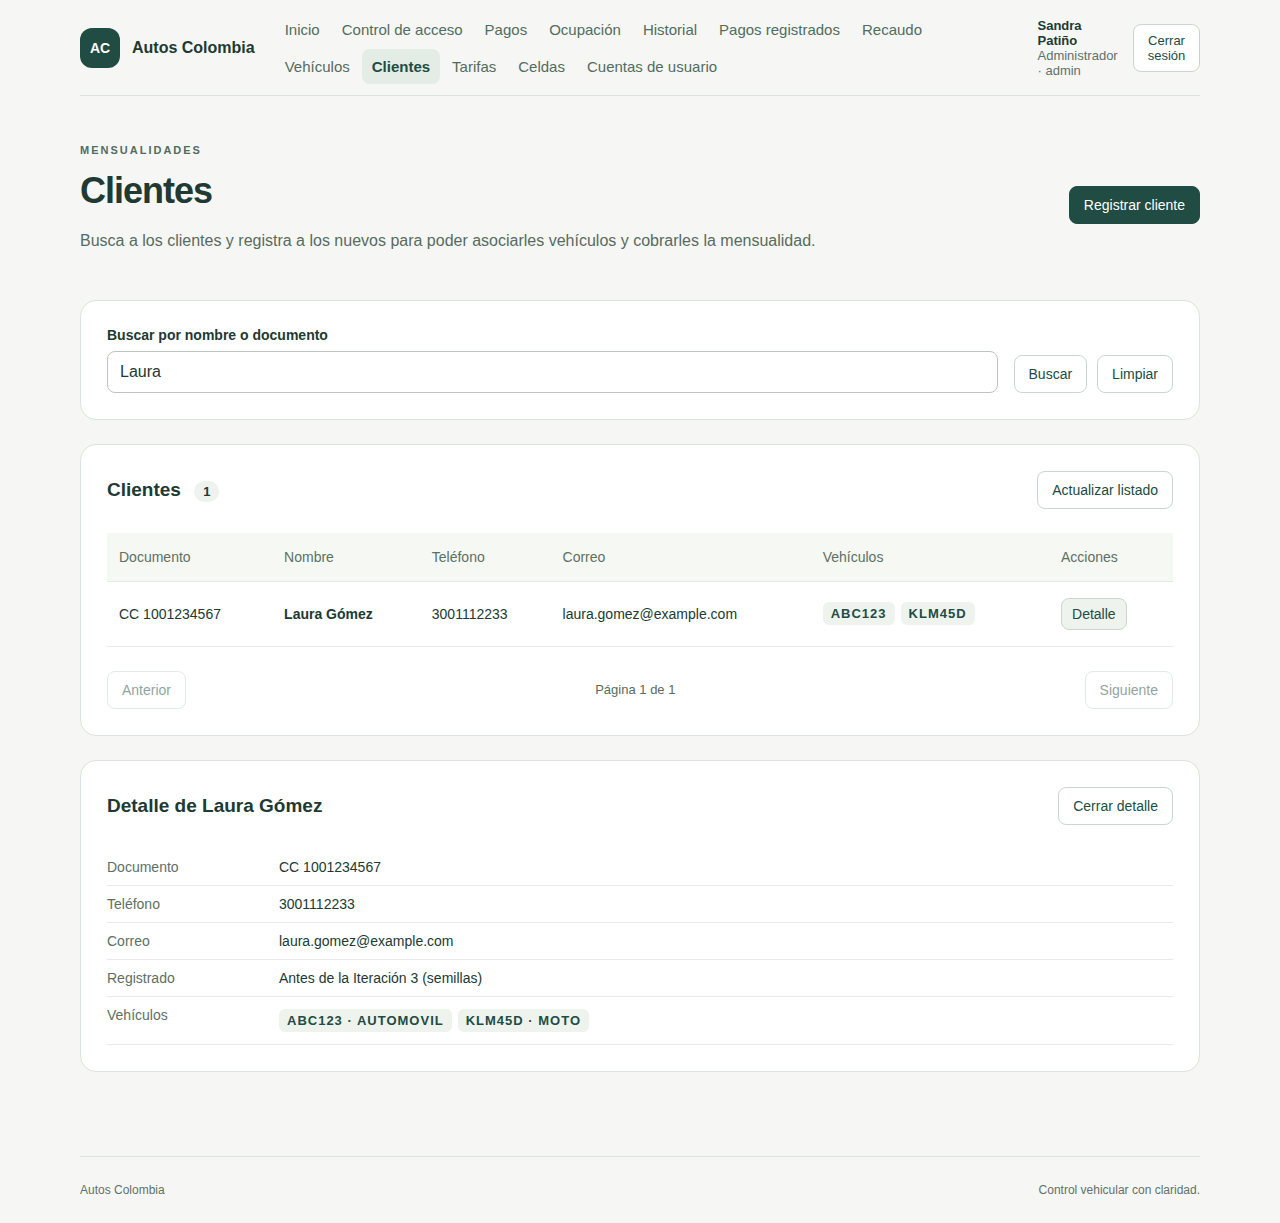 AC Autos Colombia
Inicio Control de acceso Pagos Ocupación Historial Pagos registrados Recaudo
Vehículos Clientes Tarifas Celdas Cuentas de usuario
Sandra
Patiño
Administrador
· admin
Cerrar
sesión
MENSUALIDADES
Clientes
Registrar cliente
Busca a los clientes y registra a los nuevos para poder asociarles vehículos y cobrarles la mensualidad.
Buscar por nombre o documento
Laura Buscar Limpiar
Clientes 1 Actualizar listado
Documento Nombre Teléfono Correo Vehículos Acciones
CC 1001234567 Laura Gómez 3001112233 laura.gomez@example.com ABC123 KLM45D Detalle
Anterior Página 1 de 1 Siguiente
Detalle de Laura Gómez Cerrar detalle
Documento CC 1001234567
Teléfono 3001112233
Correo laura.gomez@example.com
Registrado Antes de la Iteración 3 (semillas)
Vehículos ABC123 · AUTOMOVIL KLM45D · MOTO
Autos Colombia Control vehicular con claridad.